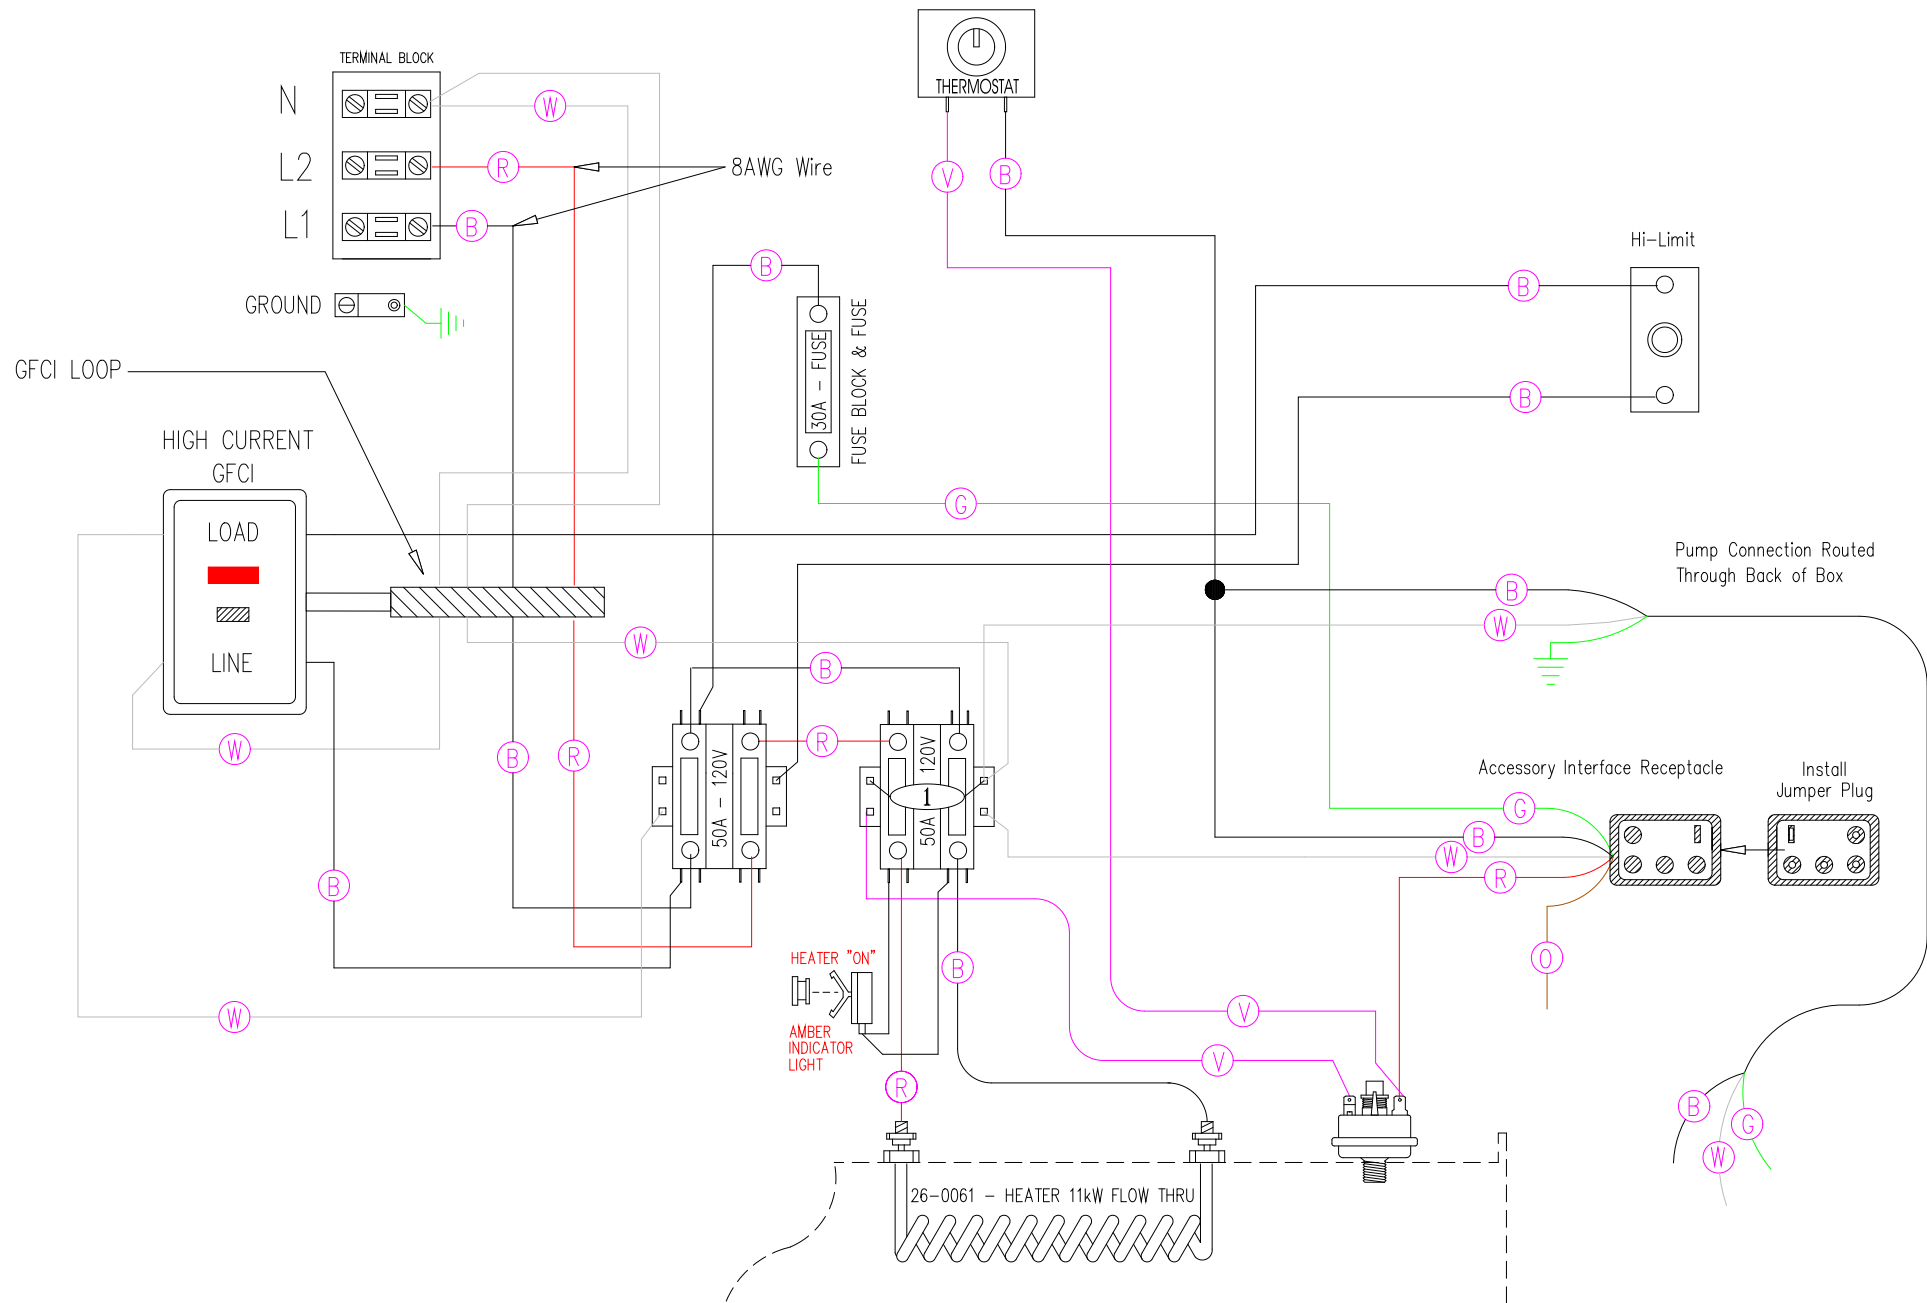 TERMINAL BLOCK
N
W
L2
R
8AWG Wire
L1
B
GROUND
THERMOSTAT
V
B
Hi-Limit
B
B
B
30A - FUSE
FUSE BLOCK & FUSE
GFCI LOOP
HIGH CURRENT
GFCI
LOAD
LINE
G
Pump Connection Routed
Through Back of Box
B
W
W
B
W
B
R
R
50A - 120V
50A 120V
1
Accessory Interface Receptacle
Install
Jumper Plug
G
B
W
R
O
B
W
HEATER "ON"
AMBER
INDICATOR
LIGHT
B
V
V
R
B
G
W
26-0061 - HEATER 11kW FLOW THRU